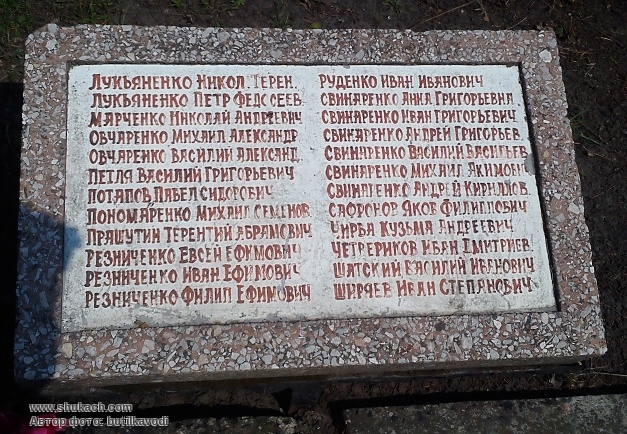 Лукьяненко Никол. Терен.
Лукьяненко Петр Федосеев.
Марченко Николай Андреевич
Овчаренко Михаил Александр.
Овчаренко Василий Александ.
Петля Василий Григорьевич
Потапов Павел Сидорович
Пономаренко Михаил Семенов.
Пряшутин Терентий Абрамович
Резниченко Евсей Ефимович
Резниченко Иван Ефимович
Резниченко Филип Ефимович
Руденко Иван Иванович
Свинаренко Анна Григорьевна
Свинаренко Иван Григорьевич
Свинаренко Андрей Григорьев.
Свинаренко Василий Васильев.
Свинаренко Михаил Якимович
Свинаренко Андрей Кириллов.
Сафронов Яков Филиппович
Чирва Кузьма Андреевич
Четвериков Иван Дмитриев.
Шатский Василий Иванович
Ширяев Иван Степанович
www.shukach.com
Автор фото: butilkavodi